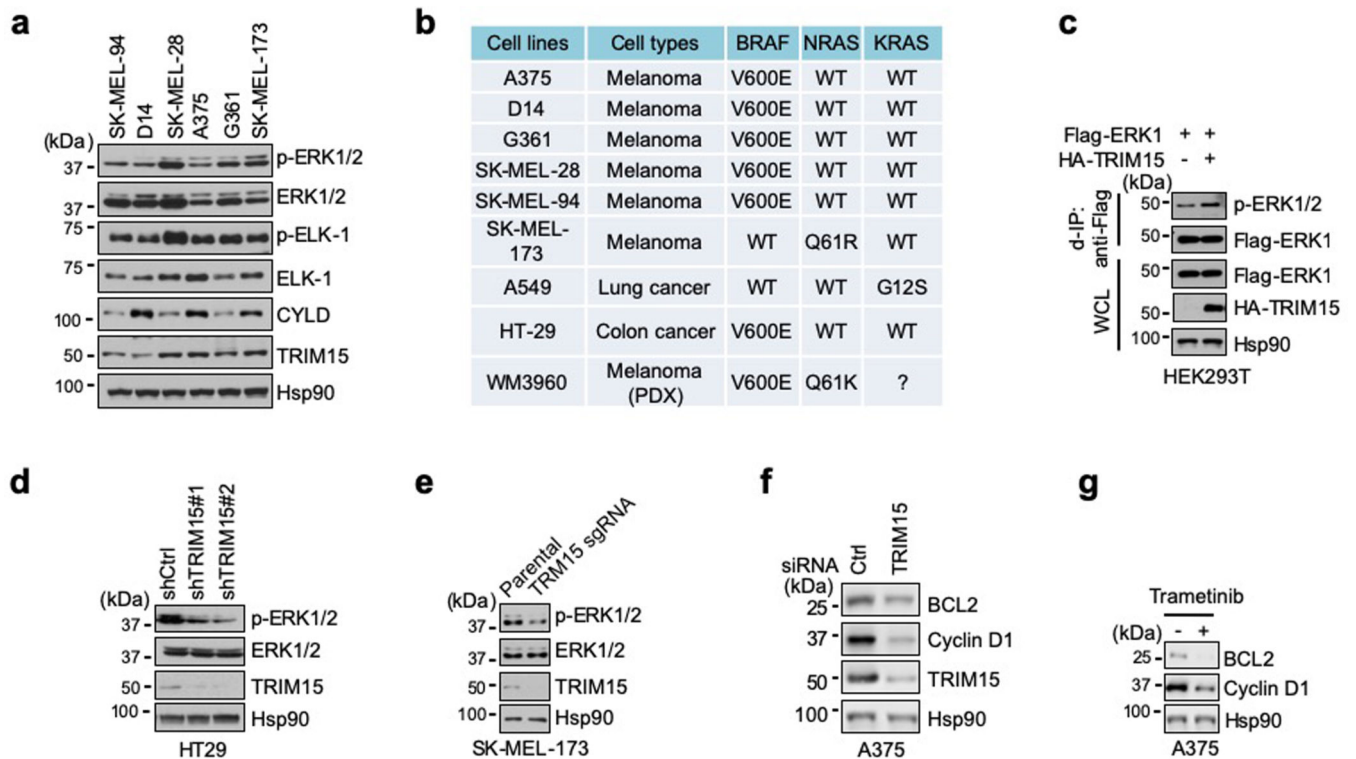 a
SK-MEL-94
D14
SK-MEL-28
A375
G361
SK-MEL-173
(kDa)
37 - p-ERK1/2
37 - ERK1/2
75 - p-ELK-1
75 - ELK-1
100 - CYLD
50 - TRIM15
100 - Hsp90
b
Cell lines Cell types BRAF NRAS KRAS
A375 Melanoma V600E WT WT
D14 Melanoma V600E WT WT
G361 Melanoma V600E WT WT
SK-MEL-28 Melanoma V600E WT WT
SK-MEL-94 Melanoma V600E WT WT
SK-MEL-
173 Melanoma WT Q61R WT
A549 Lung cancer WT WT G12S
HT-29 Colon cancer V600E WT WT
WM3960 Melanoma
(PDX) V600E Q61K ?
c
Flag-ERK1 + +
HA-TRIM15 - +
(kDa)
d-IP:
anti-Flag
50 - p-ERK1/2
50 - Flag-ERK1
WCL
50 - Flag-ERK1
50 - HA-TRIM15
100 - Hsp90
HEK293T
d
shCtrl
shTRIM15#1
shTRIM15#2
(kDa)
37 - p-ERK1/2
37 - ERK1/2
50 - TRIM15
100 - Hsp90
HT29
e
Parental
TRM15 sgRNA
(kDa)
37 - p-ERK1/2
37 - ERK1/2
50 - TRIM15
100 - Hsp90
SK-MEL-173
f
siRNA Ctrl TRIM15
(kDa)
25 - BCL2
37 - Cyclin D1
50 - TRIM15
100 - Hsp90
A375
g
Trametinib
(kDa) - +
25 - BCL2
37 - Cyclin D1
100 - Hsp90
A375